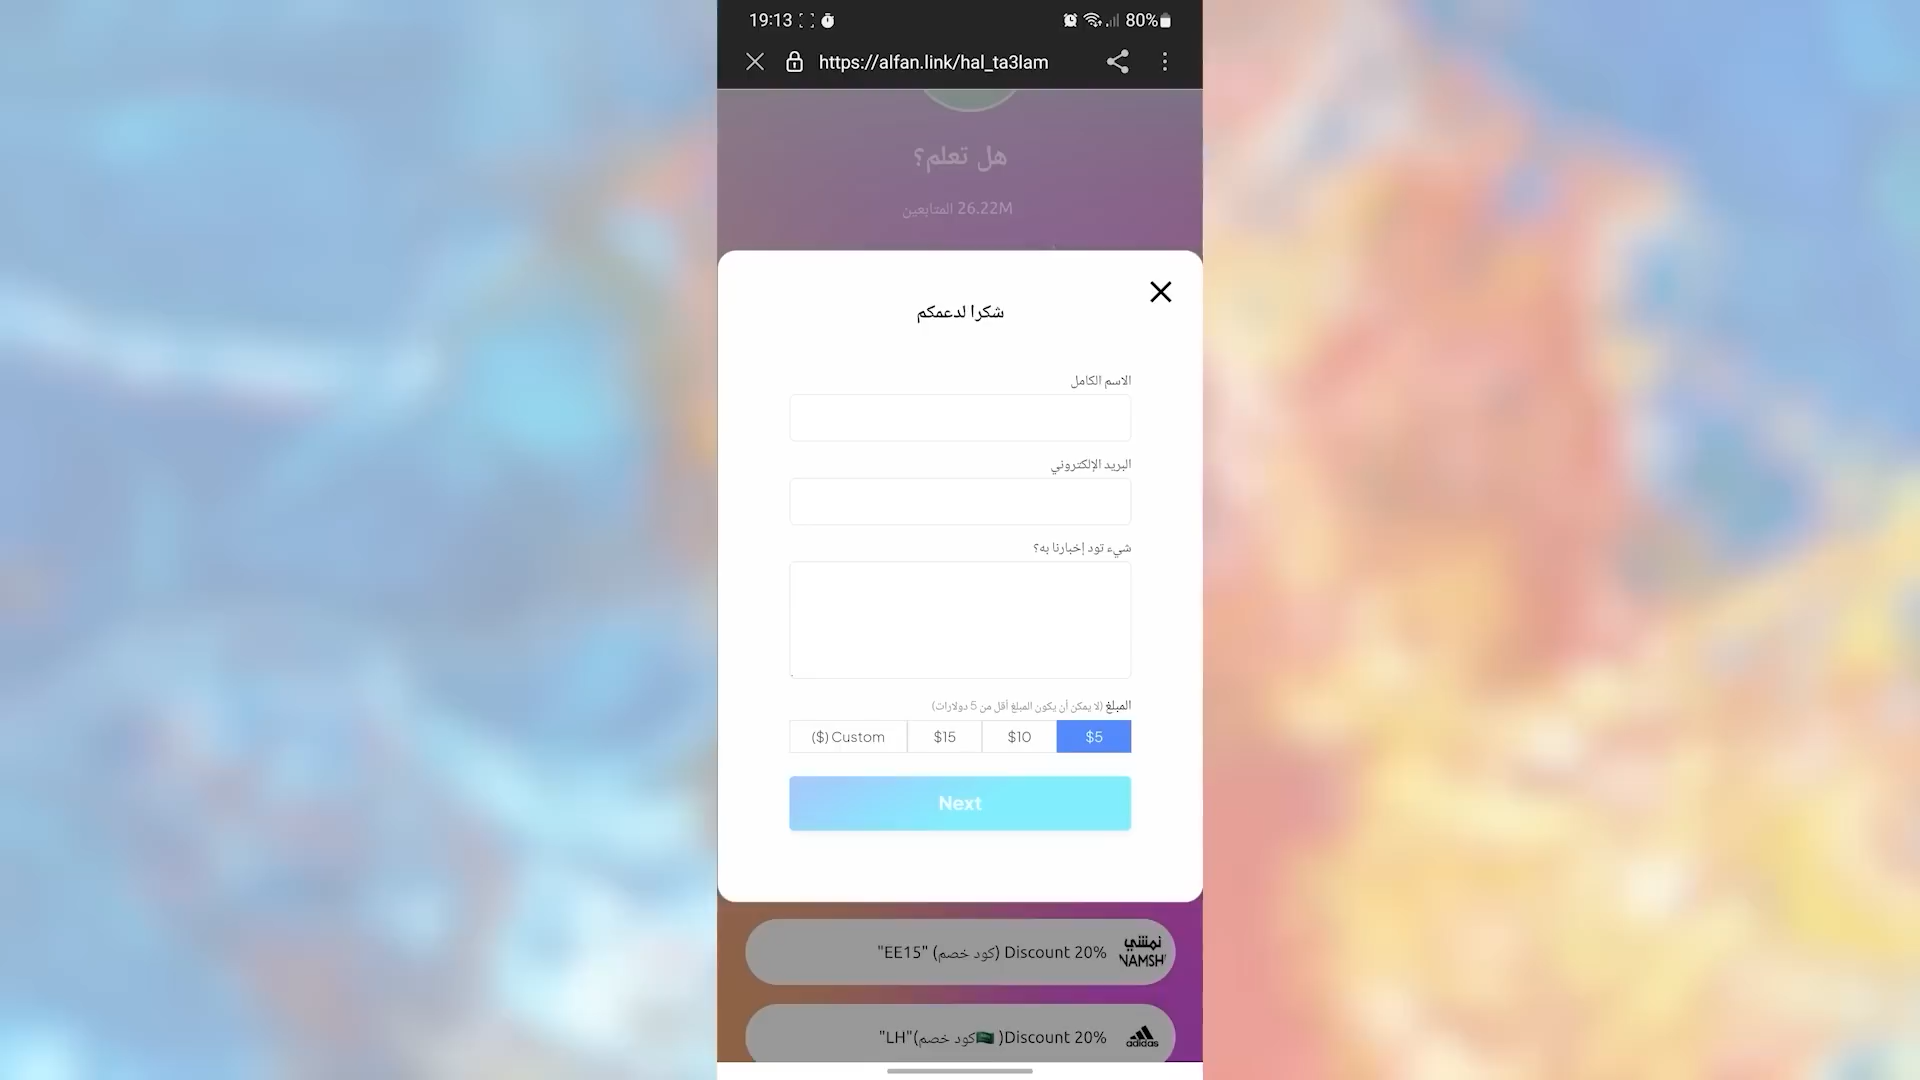 19:13
80%
https://alfan.link/hal_ta3lam
هل تعلم؟
26.22M المتابعين
شكرا لدعمكم
الاسم الكامل
البريد الإلكتروني
شيء تود إخبارنا به؟
المبلغ (لا يمكن أن يكون المبلغ أقل من 5 دولارات)
($) Custom
$15
$10
$5
Next
"EE15" (كود خصم) Discount 20%
نمشي
NAMSHI
"LH"(كود خصم🇸🇦 )Discount 20%
adidas